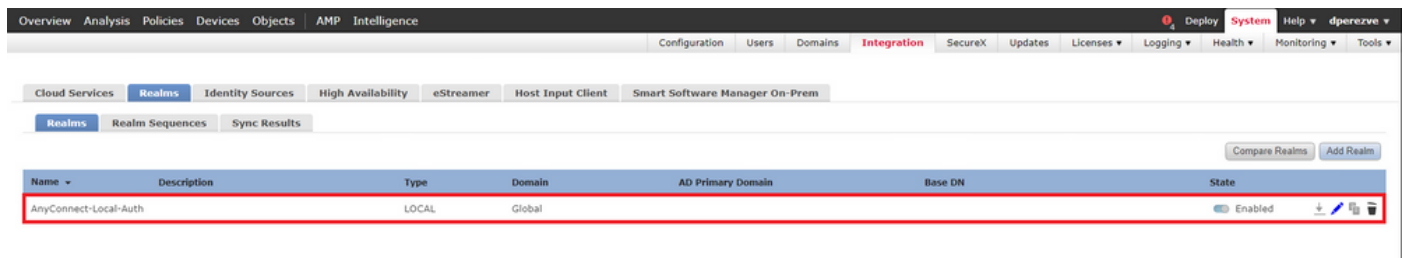 Overview Analysis Policies Devices Objects AMP Intelligence 4 Deploy System Help dperezve
Configuration Users Domains Integration SecureX Updates Licenses Logging Health Monitoring Tools
Cloud Services Realms Identity Sources High Availability eStreamer Host Input Client Smart Software Manager On-Prem
Realms Realm Sequences Sync Results
Compare Realms Add Realm
Name Description Type Domain AD Primary Domain Base DN State
AnyConnect-Local-Auth LOCAL Global Enabled